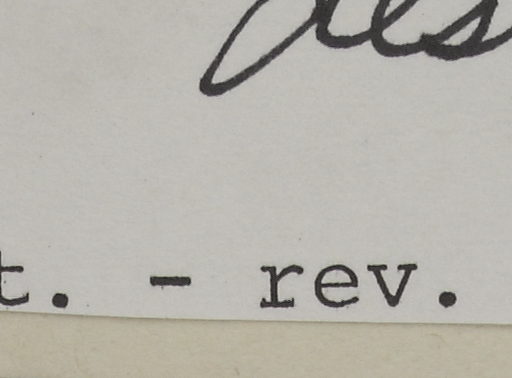 t. - rev.